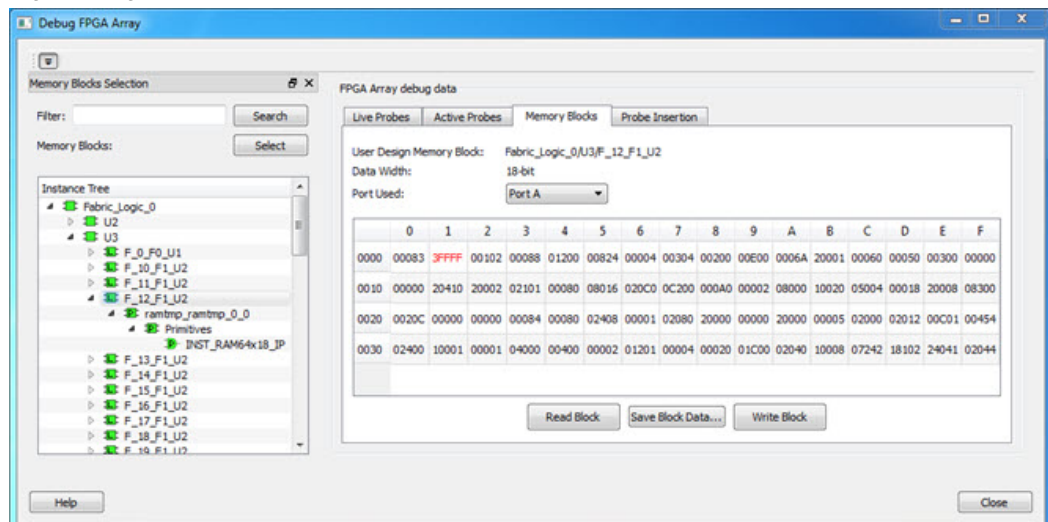 Debug FPGA Array
Memory Blocks Selection
Filter:
Search
Memory Blocks:
Select
Instance Tree
Fabric_Logic_0
U2
U3
F_0_F0_U1
F_10_F1_U2
F_11_F1_U2
F_12_F1_U2
ramtmp_ramtmp_0_0
Primitives
INST_RAM64x18_IP
F_13_F1_U2
F_14_F1_U2
F_15_F1_U2
F_16_F1_U2
F_17_F1_U2
F_18_F1_U2
F_19_F1_U2
FPGA Array debug data
Live Probes Active Probes Memory Blocks Probe Insertion
User Design Memory Block: Fabric_Logic_0/U3/F_12_F1_U2
Data Width: 18-bit
Port Used: Port A
0 1 2 3 4 5 6 7 8 9 A B C D E F
0000 00083 3FFFF 00102 00088 01200 00824 00004 00304 00200 00E00 0006A 20001 00060 00050 00300 00000
0010 00000 20410 20002 02101 00080 08016 020C0 0C200 000A0 00002 08000 10020 05004 00018 20008 08300
0020 0020C 00000 00000 00084 00080 02408 00001 02080 20000 00000 20000 00005 02000 02012 00C01 00454
0030 02400 10001 00001 04000 00400 00002 01201 00004 00020 01C00 02040 10008 07242 18102 24041 02044
Read Block Save Block Data... Write Block
Help Close